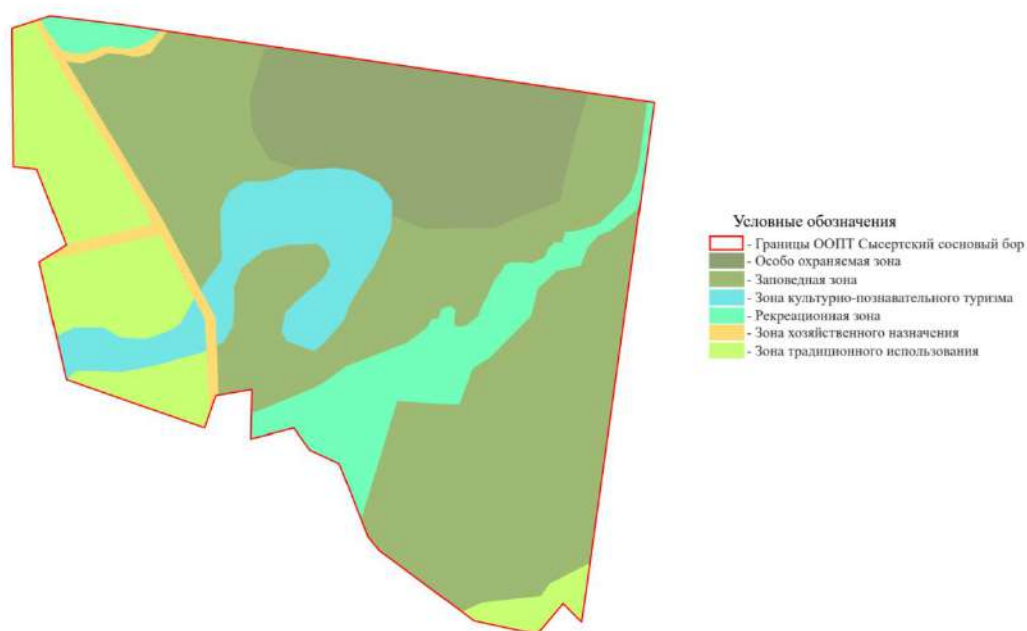 Условные обозначения
- Границы ООПТ Сысертский сосновый бор
- Особо охраняемая зона
- Заповедная зона
- Зона культурно-познавательного туризма
- Рекреационная зона
- Зона хозяйственного назначения
- Зона традиционного использования